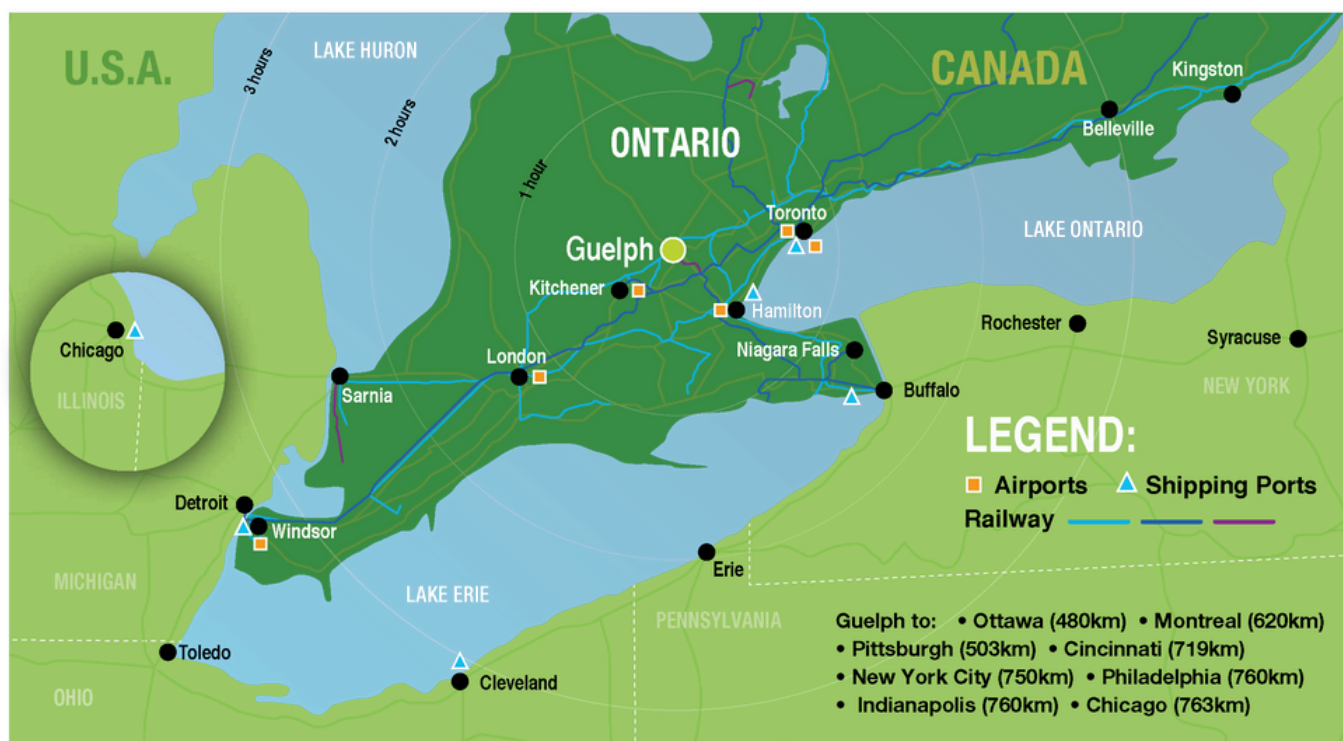 U.S.A.
LAKE HURON
CANADA
3 hours
2 hours
1 hour
Kingston
Belleville
ONTARIO
Toronto
LAKE ONTARIO
Guelph
Kitchener
Hamilton
Rochester
Syracuse
Chicago
London
Niagara Falls
Sarnia
Buffalo
NEW YORK
ILLINOIS
LEGEND:
Airports
Shipping Ports
Railway
Detroit
Windsor
Erie
MICHIGAN
LAKE ERIE
PENNSYLVANIA
Toledo
Cleveland
OHIO
Guelph to: • Ottawa (480km) • Montreal (620km)
• Pittsburgh (503km) • Cincinnati (719km)
• New York City (750km) • Philadelphia (760km)
• Indianapolis (760km) • Chicago (763km)